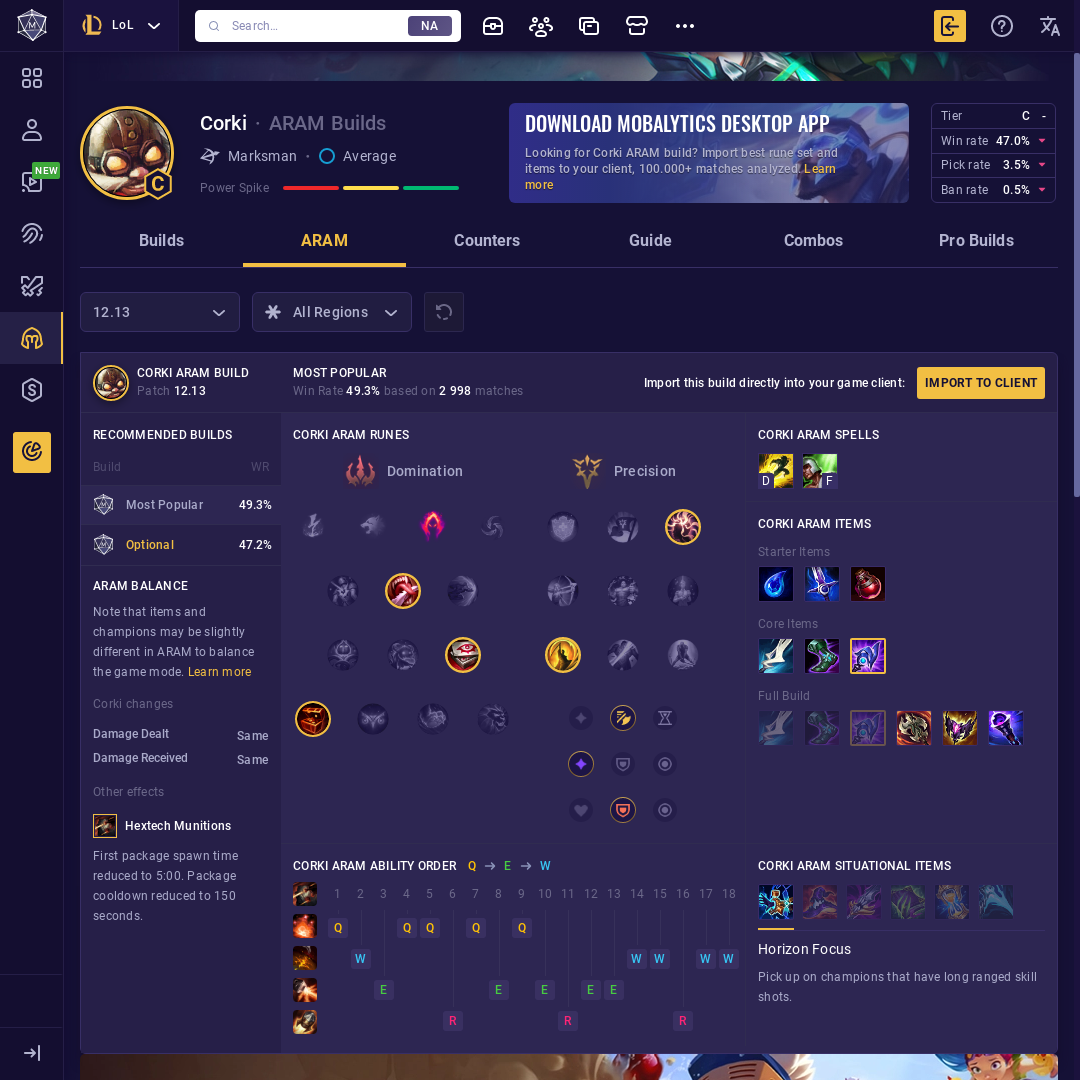 LoL
Search…
NA
NEW
Corki · ARAM Builds
Marksman · Average
Power Spike
C
DOWNLOAD MOBALYTICS DESKTOP APP
Looking for Corki ARAM build? Import best rune set and
items to your client, 100.000+ matches analyzed. Learn
more
Tier C -
Win rate 47.0%
Pick rate 3.5%
Ban rate 0.5%
Builds
ARAM
Counters
Guide
Combos
Pro Builds
12.13
All Regions
CORKI ARAM BUILD
Patch 12.13
MOST POPULAR
Win Rate 49.3% based on 2 998 matches
Import this build directly into your game client:
IMPORT TO CLIENT
RECOMMENDED BUILDS
Build WR
Most Popular 49.3%
Optional 47.2%
ARAM BALANCE
Note that items and
champions may be slightly
different in ARAM to balance
the game mode. Learn more
Corki changes
Damage Dealt Same
Damage Received Same
Other effects
Hextech Munitions
First package spawn time
reduced to 5:00. Package
cooldown reduced to 150
seconds.
CORKI ARAM RUNES
Domination
Precision
CORKI ARAM SPELLS
D F
CORKI ARAM ITEMS
Starter Items
Core Items
Full Build
CORKI ARAM ABILITY ORDER Q E W
1 2 3 4 5 6 7 8 9 10 11 12 13 14 15 16 17 18
Q Q Q Q Q
W W W W W
E E E E E
R R R
CORKI ARAM SITUATIONAL ITEMS
Horizon Focus
Pick up on champions that have long ranged skill
shots.